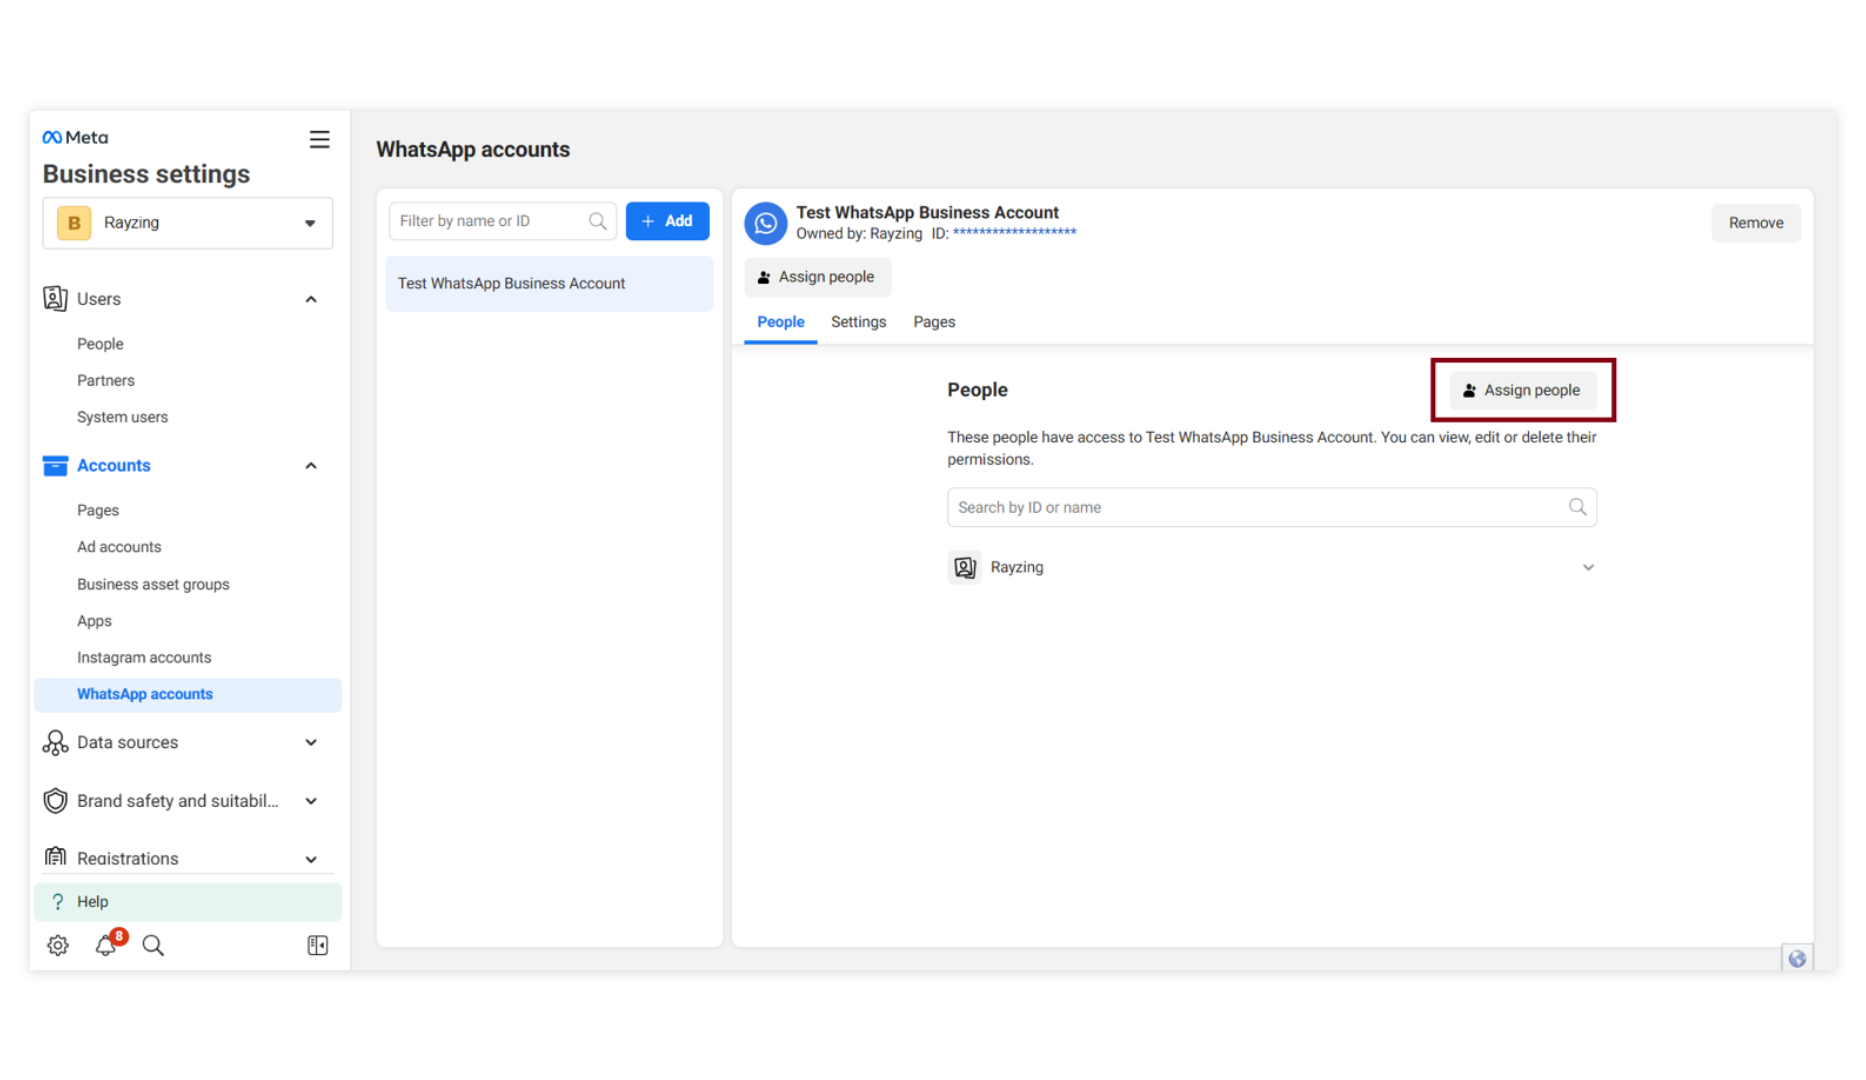 Meta
Business settings
B Rayzing
Users
People
Partners
System users
Accounts
Pages
Ad accounts
Business asset groups
Apps
Instagram accounts
WhatsApp accounts
Data sources
Brand safety and suitabil...
Registrations
? Help
8
WhatsApp accounts
Filter by name or ID
+ Add
Test WhatsApp Business Account
Test WhatsApp Business Account
Owned by: Rayzing ID: *******************
Remove
Assign people
People Settings Pages
People
Assign people
These people have access to Test WhatsApp Business Account. You can view, edit or delete their
permissions.
Search by ID or name
Rayzing